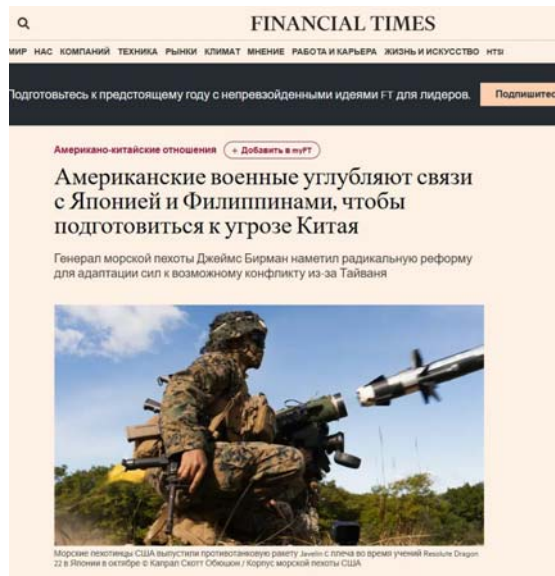 FINANCIAL TIMES
МИР НАС КОМПАНИЙ ТЕХНИКА РЫНКИ КЛИМАТ МНЕНИЕ РАБОТА И КАРЬЕРА ЖИЗНЬ И ИСКУССТВО HTSI
Подготовьтесь к предстоящему году с непревзойденными идеями FT для лидеров. Подпишитес
Американо-китайские отношения + Добавить в myFT
Американские военные углубляют связи
с Японией и Филиппинами, чтобы
подготовиться к угрозе Китая
Генерал морской пехоты Джеймс Бирман наметил радикальную реформу
для адаптации сил к возможному конфликту из-за Тайваня
Морские пехотинцы США выпустили противотанковую ракету Javelin с плеча во время учений Resolute Dragon
22 в Японии в октябре © Капрал Скотт Обюшон / Корпус морской пехоты США